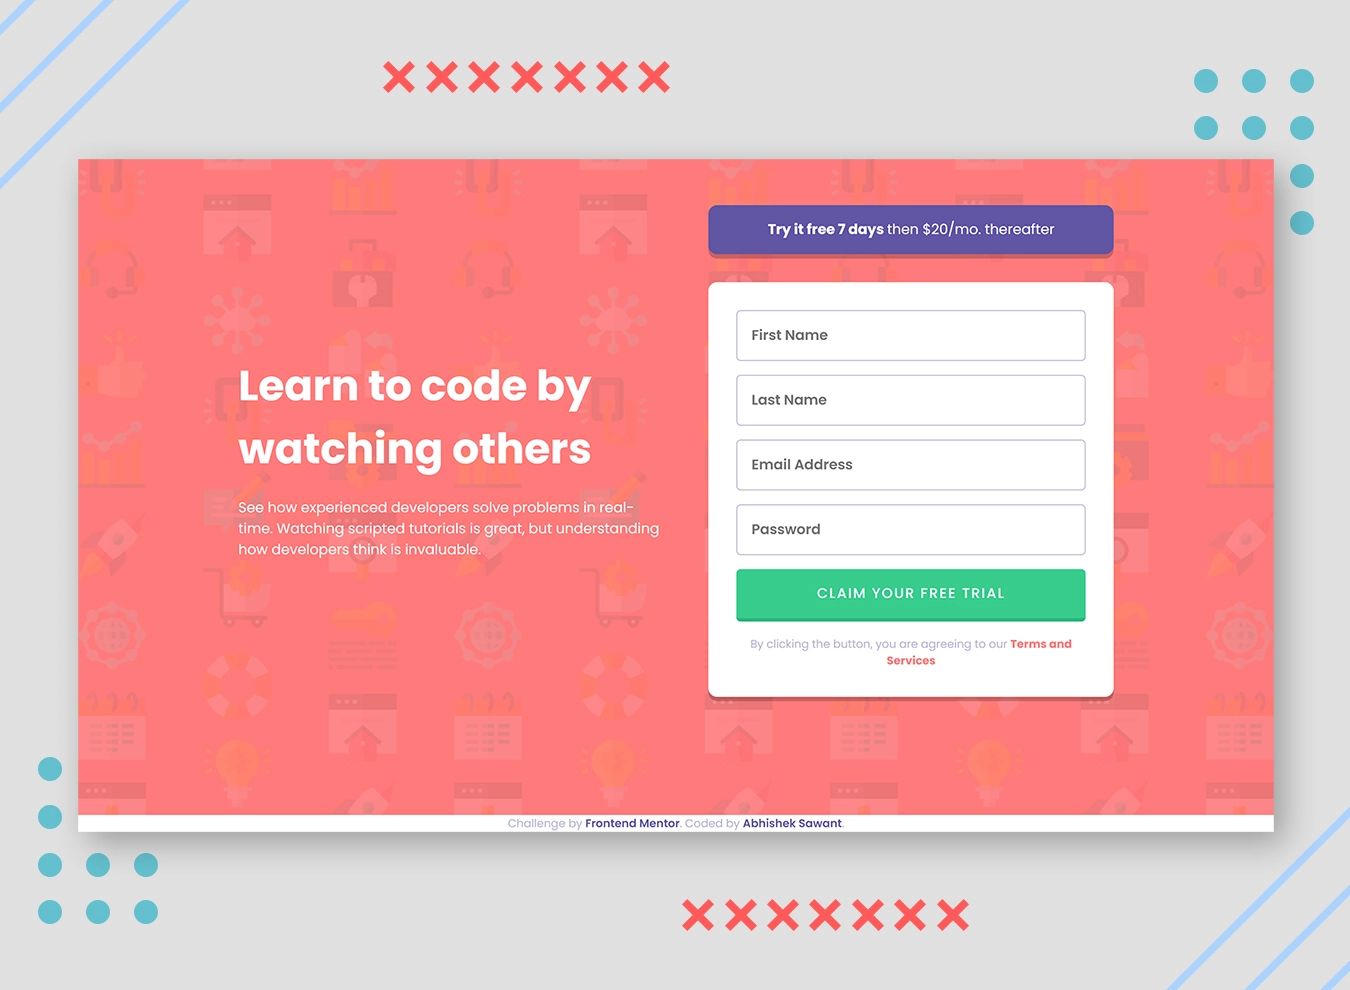 Try it free 7 days then $20/mo. thereafter
Learn to code by
watching others
See how experienced developers solve problems in real-
time. Watching scripted tutorials is great, but understanding
how developers think is invaluable.
First Name
Last Name
Email Address
Password
CLAIM YOUR FREE TRIAL
By clicking the button, you are agreeing to our Terms and
Services
Challenge by Frontend Mentor. Coded by Abhishek Sawant.